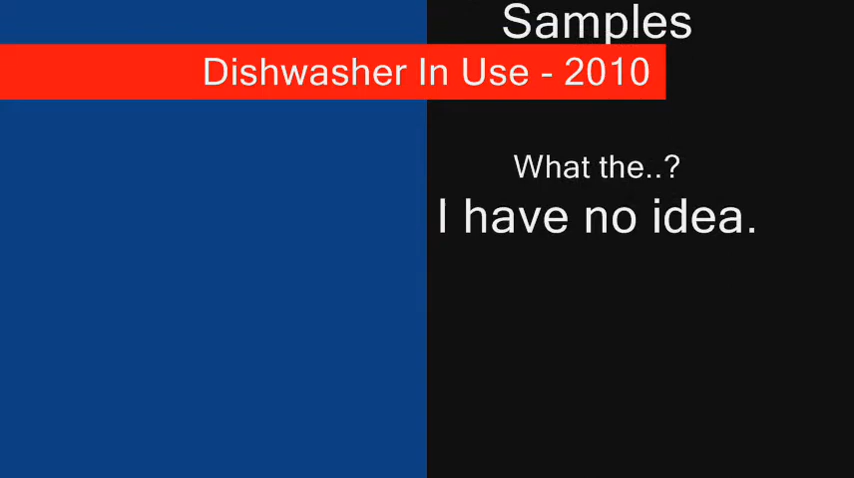 Samples
Dishwasher In Use - 2010
What the..?
I have no idea.